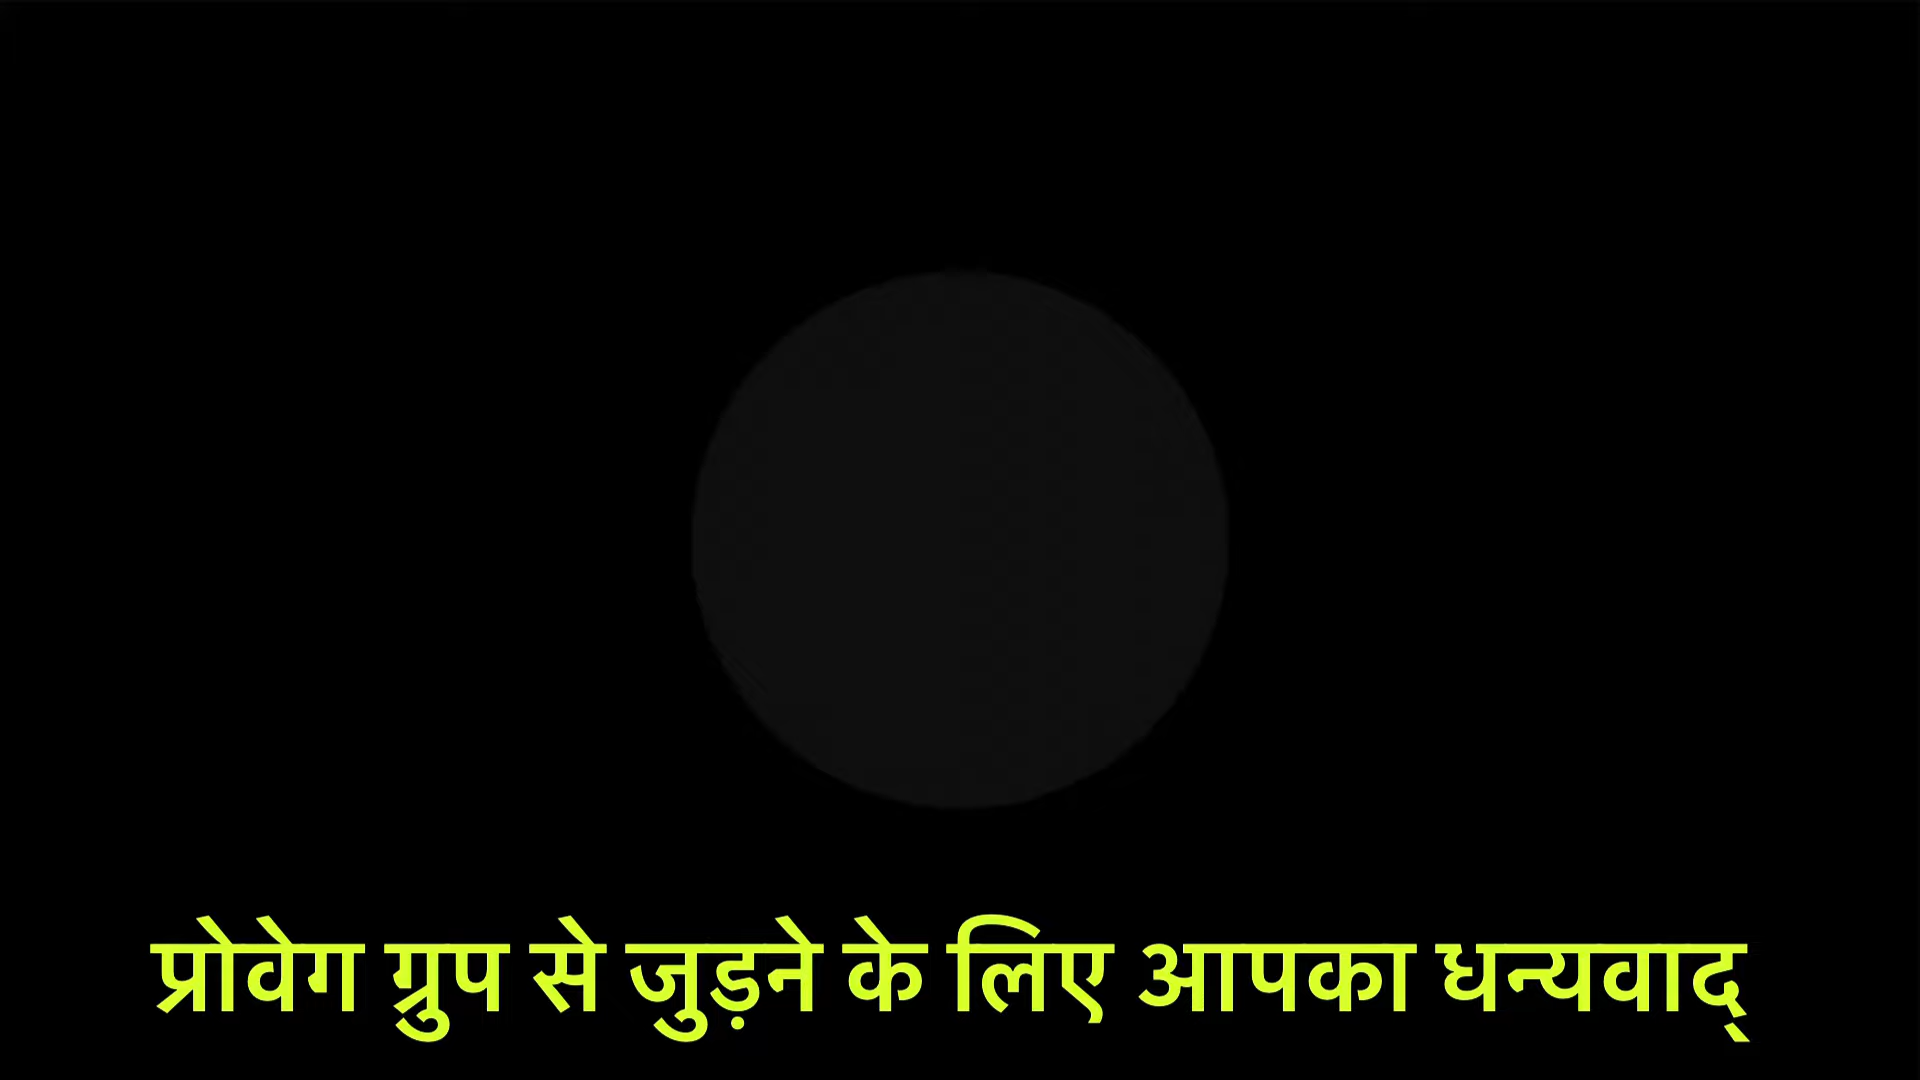 प्रोवेग ग्रुप से जुड़ने के लिए आपका धन्यवाद्